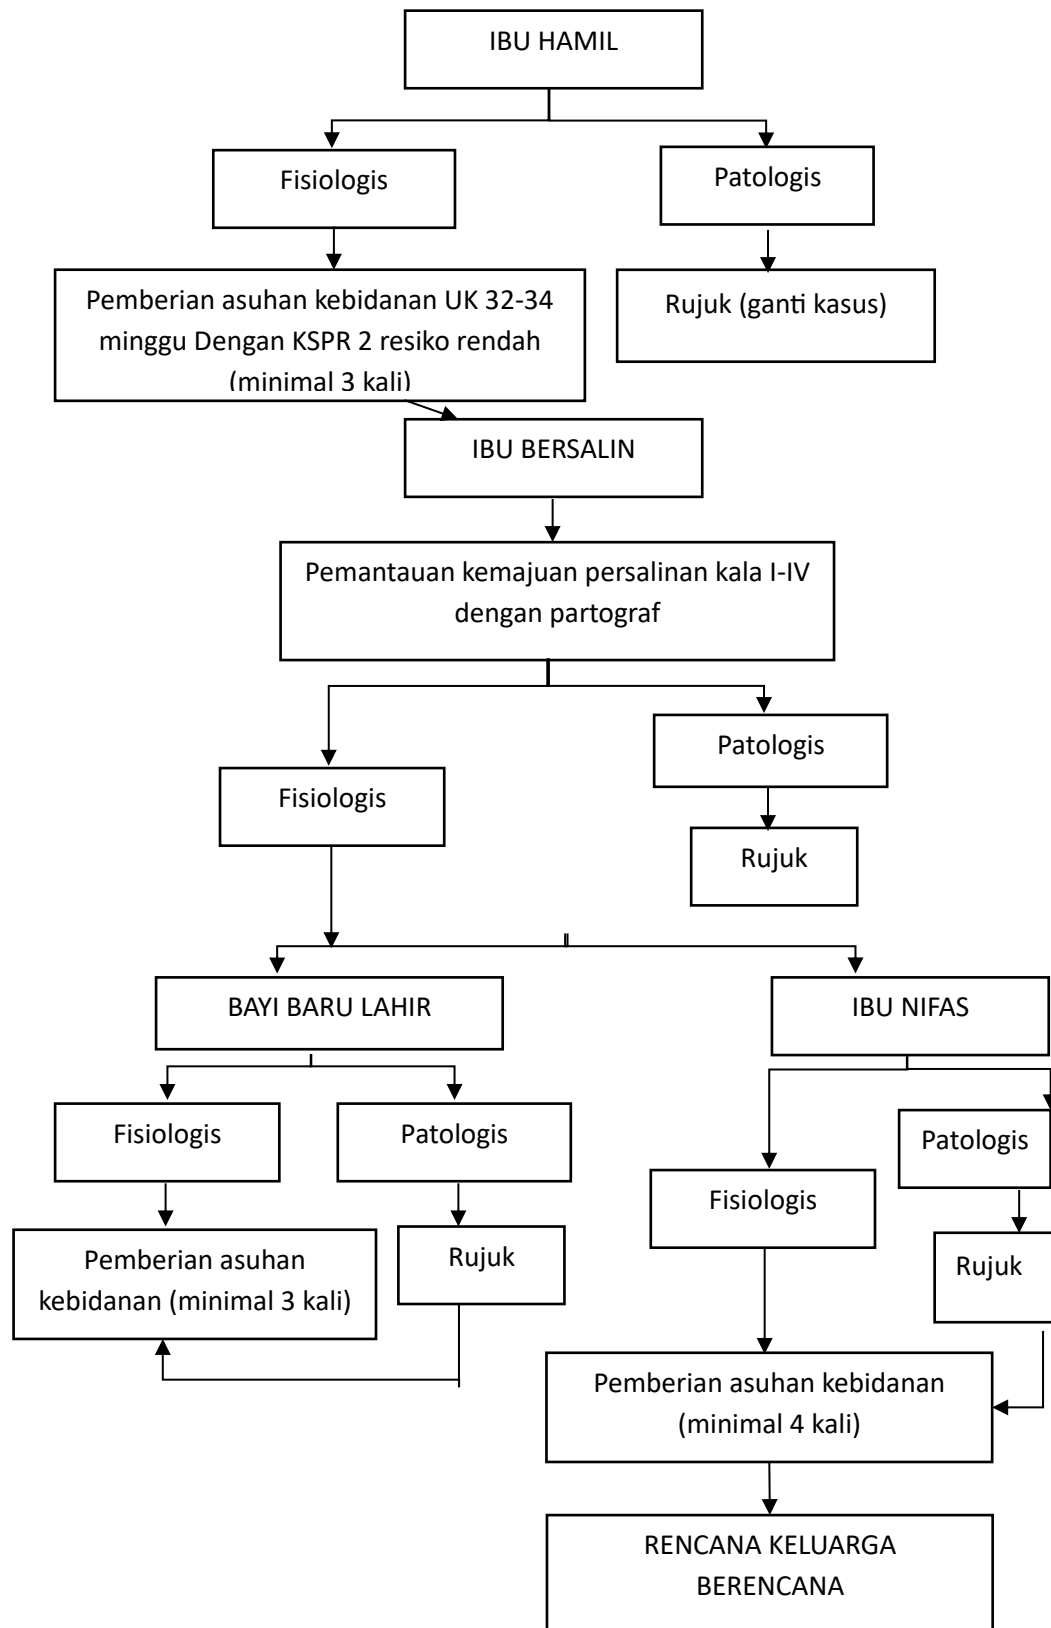 IBU HAMIL
Fisiologis
Patologis
Pemberian asuhan kebidanan UK 32-34
minggu Dengan KSPR 2 resiko rendah
(minimal 3 kali)
Rujuk (ganti kasus)
IBU BERSALIN
Pemantauan kemajuan persalinan kala I-IV
dengan partograf
Patologis
Fisiologis
Rujuk
BAYI BARU LAHIR
IBU NIFAS
Fisiologis
Patologis
Patologis
Fisiologis
Pemberian asuhan
kebidanan (minimal 3 kali)
Rujuk
Rujuk
Pemberian asuhan kebidanan
(minimal 4 kali)
RENCANA KELUARGA
BERENCANA